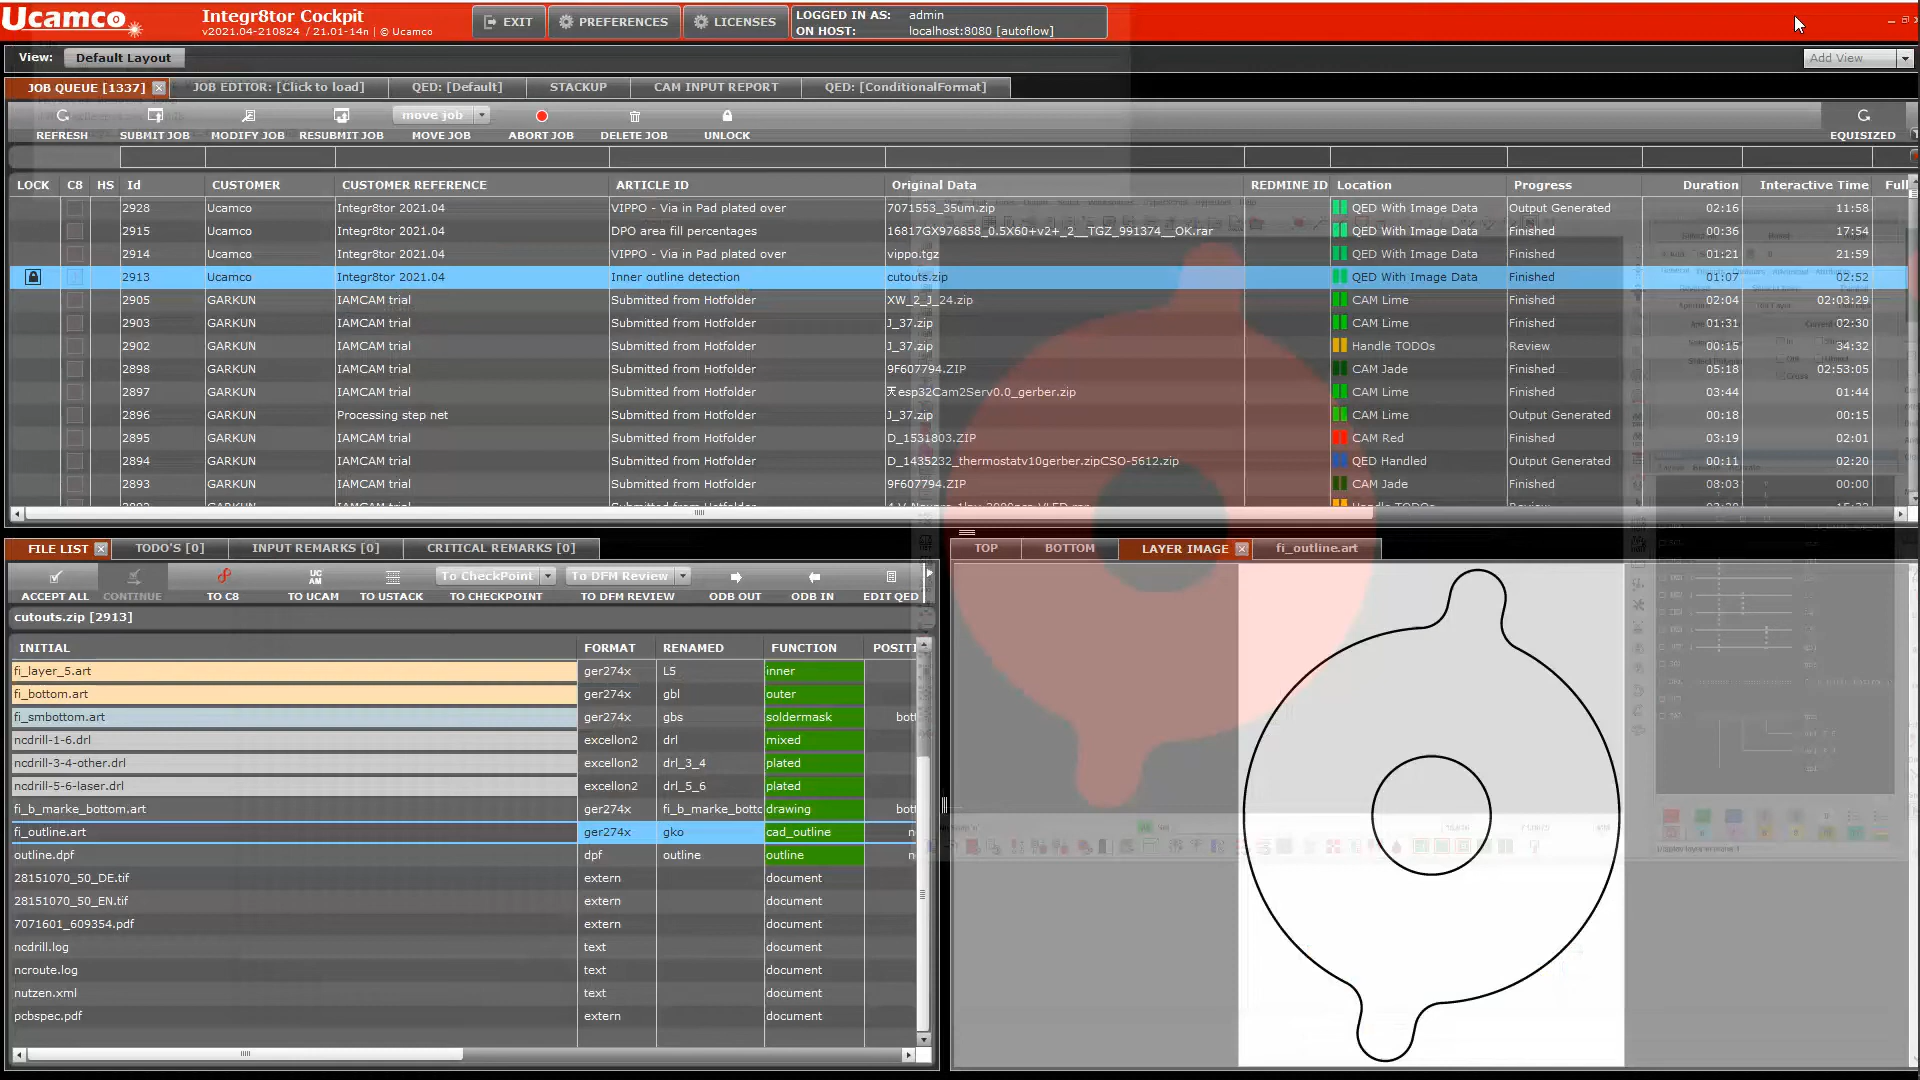 Ucamco
Integr8tor Cockpit
v2021.04-210824 / 21.01-14n | © Ucamco
EXIT
PREFERENCES
LICENSES
LOGGED IN AS: admin
ON HOST: localhost:8080 [autoflow]
View: Default Layout
Add View
JOB QUEUE [1337] JOB EDITOR: [Click to load] QED: [Default] STACKUP CAM INPUT REPORT QED: [ConditionalFormat]
move job
REFRESH SUBMIT JOB MODIFY JOB RESUBMIT JOB MOVE JOB ABORT JOB DELETE JOB UNLOCK EQUISIZED
LOCK C8 HS Id CUSTOMER CUSTOMER REFERENCE ARTICLE ID Original Data REDMINE ID Location Progress Duration Interactive Time Full
2928 Ucamco Integr8tor 2021.04 VIPPO - Via in Pad plated over 7071553_35um.zip QED With Image Data Output Generated 02:16 11:58
2915 Ucamco Integr8tor 2021.04 DPO area fill percentages 16817GX976858_0.5X60+v2+_2__TGZ_991374__OK.rar QED With Image Data Finished 00:36 17:54
2914 Ucamco Integr8tor 2021.04 VIPPO - Via in Pad plated over vippo.tgz QED With Image Data Finished 01:21 21:59
2913 Ucamco Integr8tor 2021.04 Inner outline detection cutouts.zip QED With Image Data Finished 01:07 02:52
2905 GARKUN IAMCAM trial Submitted from Hotfolder XW_2_J_24.zip CAM Lime Finished 02:04 02:03:29
2903 GARKUN IAMCAM trial Submitted from Hotfolder J_37.zip CAM Lime Finished 01:31 02:30
2902 GARKUN IAMCAM trial Submitted from Hotfolder J_37.zip Handle TODOs Review 00:15 34:32
2898 GARKUN IAMCAM trial Submitted from Hotfolder 9F607794.ZIP CAM Jade Finished 05:18 02:53:05
2897 GARKUN IAMCAM trial Submitted from Hotfolder 天esp32Cam2Serv0.0_gerber.zip CAM Lime Finished 03:44 01:44
2896 GARKUN Processing step net Submitted from Hotfolder J_37.zip CAM Lime Output Generated 00:18 00:15
2895 GARKUN IAMCAM trial Submitted from Hotfolder D_1531803.ZIP CAM Red Finished 03:19 02:01
2894 GARKUN IAMCAM trial Submitted from Hotfolder D_1435232_thermostatv10gerber.zipCSO-5612.zip QED Handled Output Generated 00:11 02:20
2893 GARKUN IAMCAM trial Submitted from Hotfolder 9F607794.ZIP CAM Jade Finished 08:03 00:00
FILE LIST TODO'S [0] INPUT REMARKS [0] CRITICAL REMARKS [0]
TOP BOTTOM LAYER IMAGE fi_outline.art
UC AM
To CheckPoint To DFM Review
ACCEPT ALL CONTINUE TO C8 TO UCAM TO USTACK TO CHECKPOINT TO DFM REVIEW ODB OUT ODB IN EDIT QED
cutouts.zip [2913]
INITIAL FORMAT RENAMED FUNCTION POSITI
fi_layer_5.art ger274x L5 inner
fi_bottom.art ger274x gbl outer
fi_smbottom.art ger274x gbs soldermask bott
ncdrill-1-6.drl excellon2 drl mixed
ncdrill-3-4-other.drl excellon2 drl_3_4 plated
ncdrill-5-6-laser.drl excellon2 drl_5_6 plated
fi_b_marke_bottom.art ger274x fi_b_marke_bottc drawing bott
fi_outline.art ger274x gko cad_outline n
outline.dpf dpf outline outline n
28151070_50_DE.tif extern document
28151070_50_EN.tif extern document
7071601_609354.pdf extern document
ncdrill.log text document
ncroute.log text document
nutzen.xml text document
pcbspec.pdf extern document